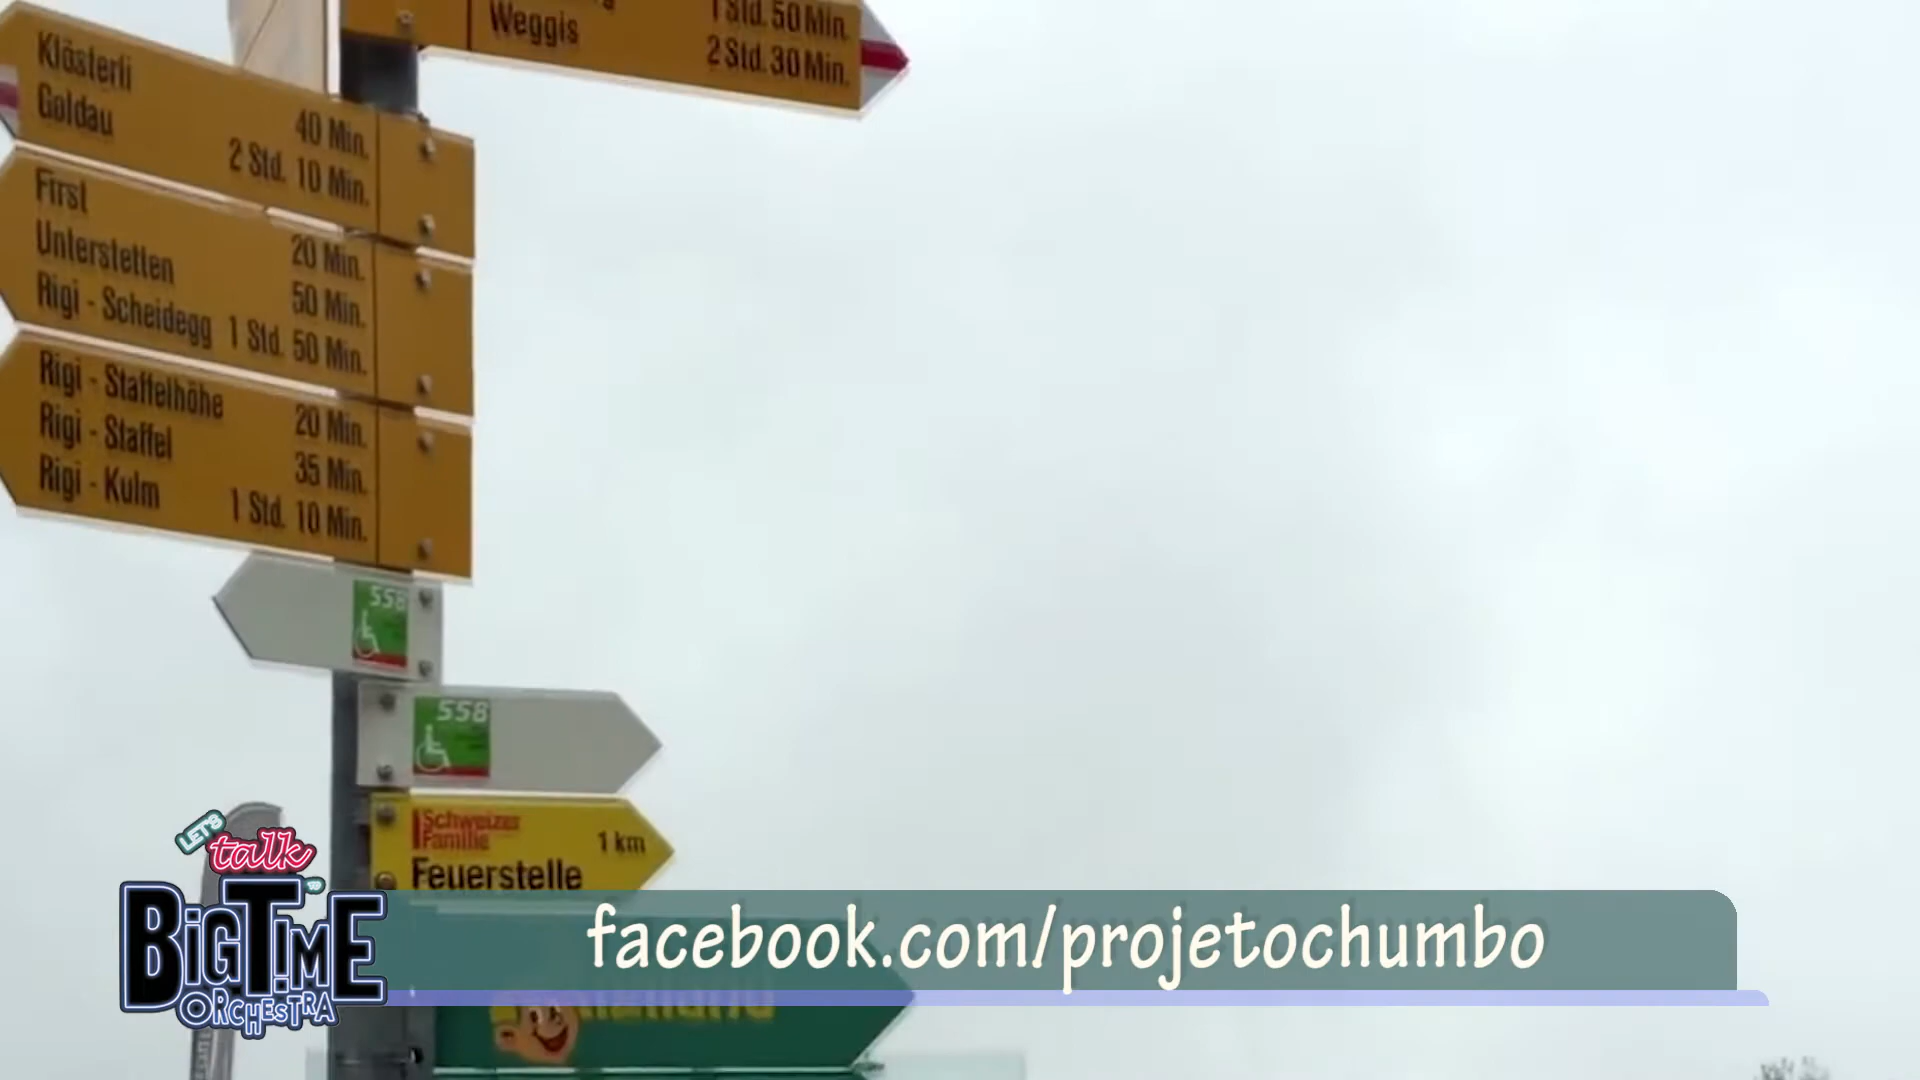 1 Std. 50 Min.
Weggis 2 Std. 30 Min.
Klösterli 40 Min.
Goldau 2 Std. 10 Min.
First 20 Min.
Unterstetten 50 Min.
Rigi - Scheidegg 1 Std. 50 Min.
Rigi - Staffelhöhe 20 Min.
Rigi - Staffel 35 Min.
Rigi - Kulm 1 Std. 10 Min.
558
558
Schweizer
Familie
1 km
Feuerstelle
LET'S
talk
TO
BIGTIME
ORCHESTRA
facebook.com/projetochumbo